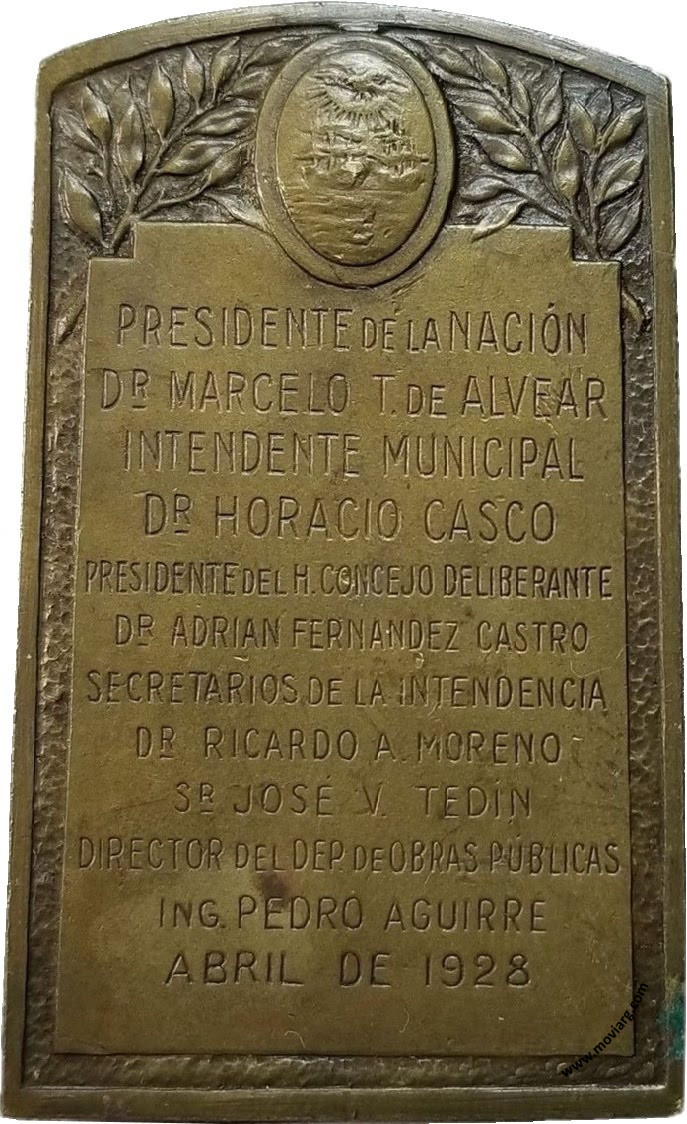 PRESIDENTE DE LA NACIÓN
DR MARCELO T. DE ALVEAR
INTENDENTE MUNICIPAL
DR HORACIO CASCO
PRESIDENTE DEL H. CONCEJO DELIBERANTE
DR ADRIAN FERNANDEZ CASTRO
SECRETARIOS DE LA INTENDENCIA
DR RICARDO A. MORENO
SR JOSÉ V. TEDÍN
DIRECTOR DEL DEP. DE OBRAS PÚBLICAS
ING. PEDRO AGUIRRE
ABRIL DE 1928
www.moviarg.com